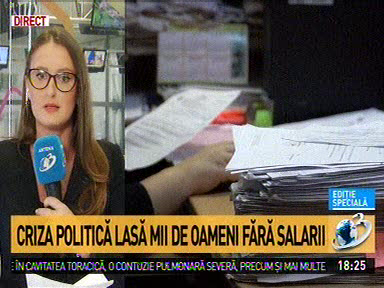 DIRECT
ANTENA
3
EDIȚIE
SPECIALĂ
CRIZA POLITICĂ LASĂ MII DE OAMENI FĂRĂ SALARII
3
E ÎN CAVITATEA TORACICĂ, O CONTUZIE PULMONARĂ SEVERĂ, PRECUM ȘI MAI MULTE
18:25